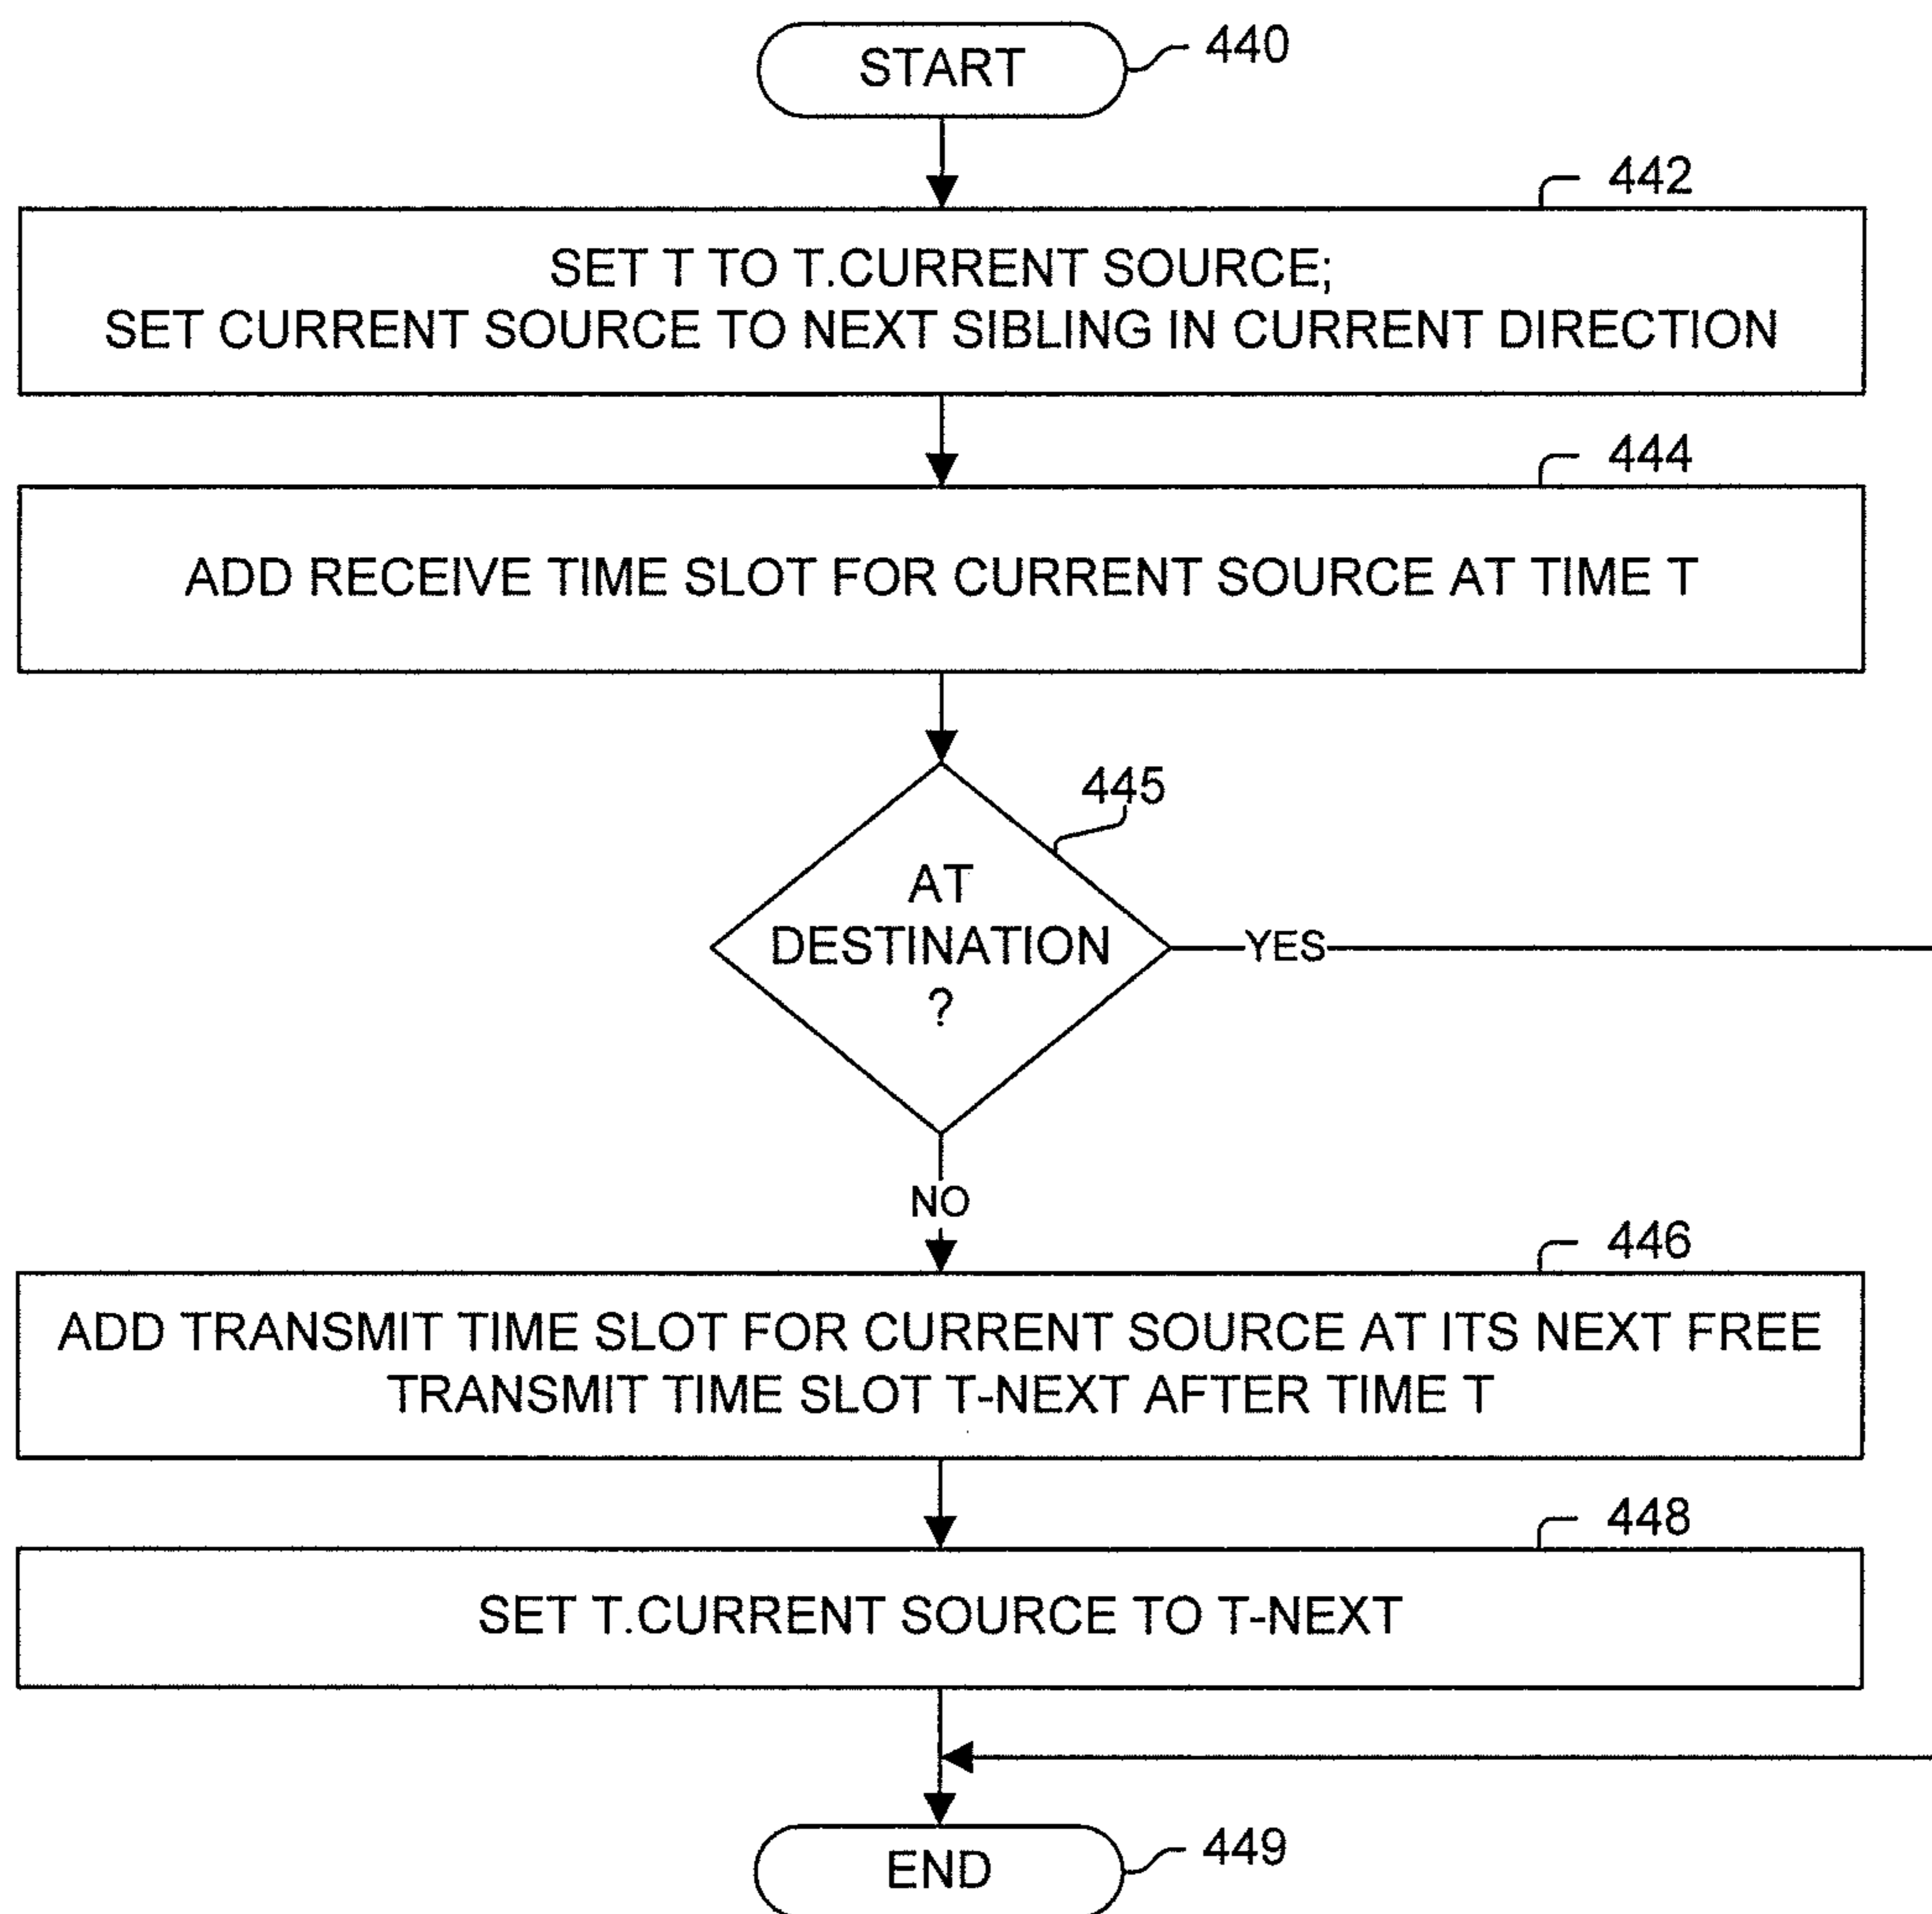 START
440
442
SET T TO T.CURRENT SOURCE;
SET CURRENT SOURCE TO NEXT SIBLING IN CURRENT DIRECTION
444
ADD RECEIVE TIME SLOT FOR CURRENT SOURCE AT TIME T
445
AT
DESTINATION
?
YES
NO
446
ADD TRANSMIT TIME SLOT FOR CURRENT SOURCE AT ITS NEXT FREE
TRANSMIT TIME SLOT T-NEXT AFTER TIME T
448
SET T.CURRENT SOURCE TO T-NEXT
END
449